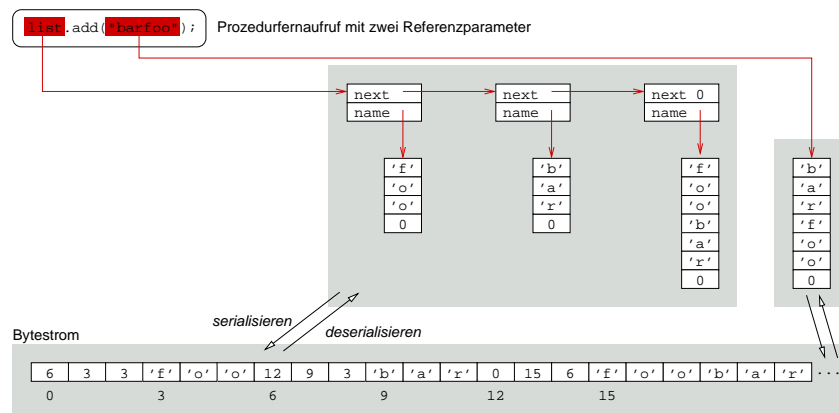 list.add("barfoo"); Prozedurfernaufruf mit zwei Referenzparameter
next next next 0
name name name
'f' 'b' 'f' 'b'
'o' 'a' 'o' 'a'
'o' 'r' 'o' 'r'
0 0 'b' 'f'
'a' 'o'
'r' 'o'
0 0
serialisieren
deserialisieren
Bytestrom
6 3 3 'f' 'o' 'o' 12 9 3 'b' 'a' 'r' 0 15 6 'f' 'o' 'o' 'b' 'a' 'r' ...
0 3 6 9 12 15